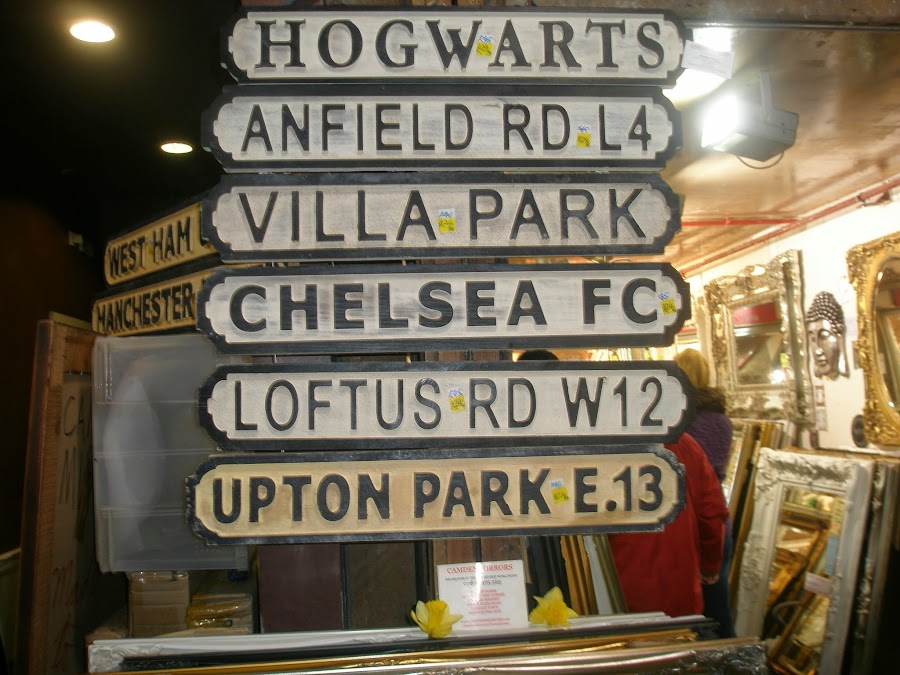 HOGWARTS
ANFIELD RD L4
VILLA PARK
WEST HAM
CHELSEA FC
MANCHESTER
LOFTUS RD W12
UPTON PARK E.13
CAMDEN MIRRORS